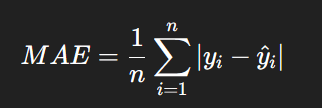 MAE = \frac{1}{n} \sum_{i=1}^{n} |y_i - \hat{y}_i|